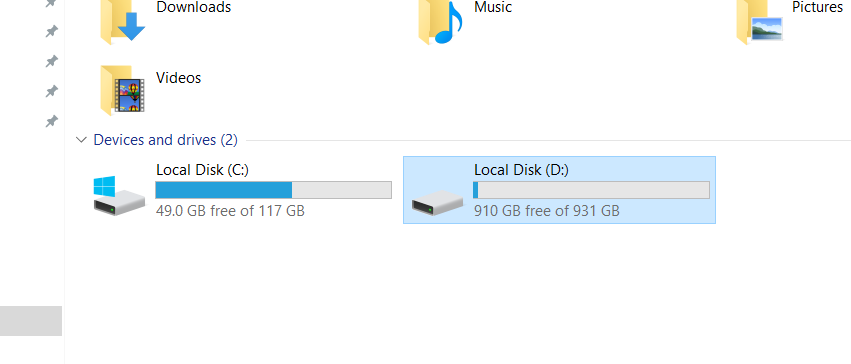 Downloads
Music
Pictures
Videos
Devices and drives (2)
Local Disk (C:)
49.0 GB free of 117 GB
Local Disk (D:)
910 GB free of 931 GB